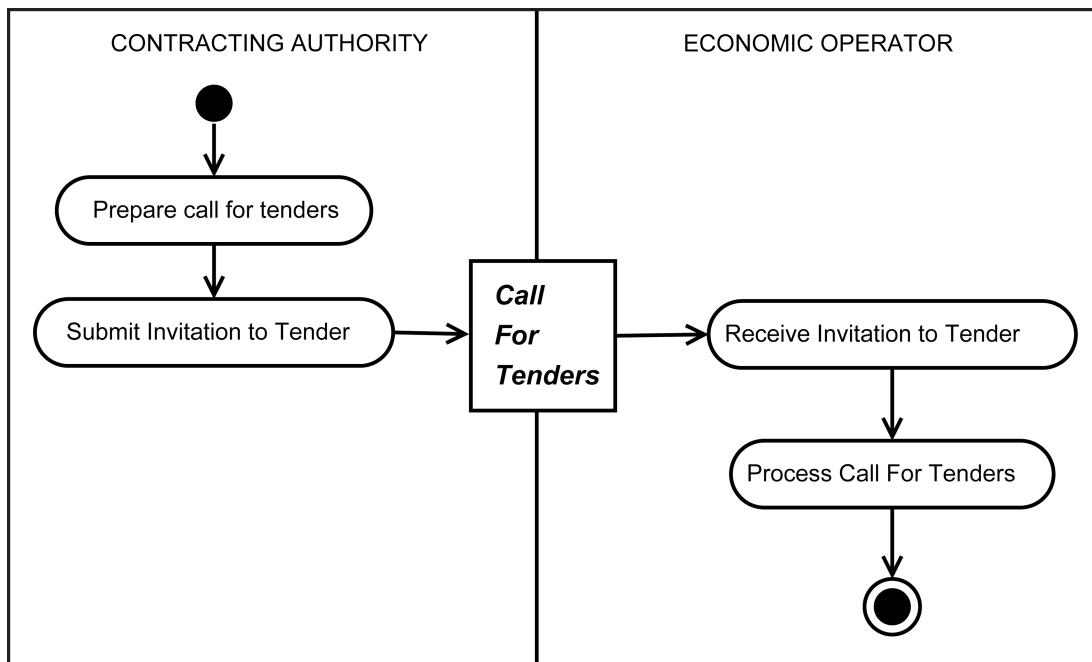 CONTRACTING AUTHORITY
ECONOMIC OPERATOR
Prepare call for tenders
Submit Invitation to Tender
Call
For
Tenders
Receive Invitation to Tender
Process Call For Tenders